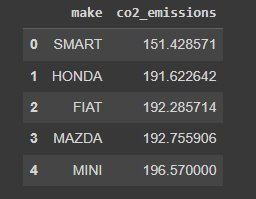 make co2_emissions
0 SMART 151.428571
1 HONDA 191.622642
2 FIAT 192.285714
3 MAZDA 192.755906
4 MINI 196.570000